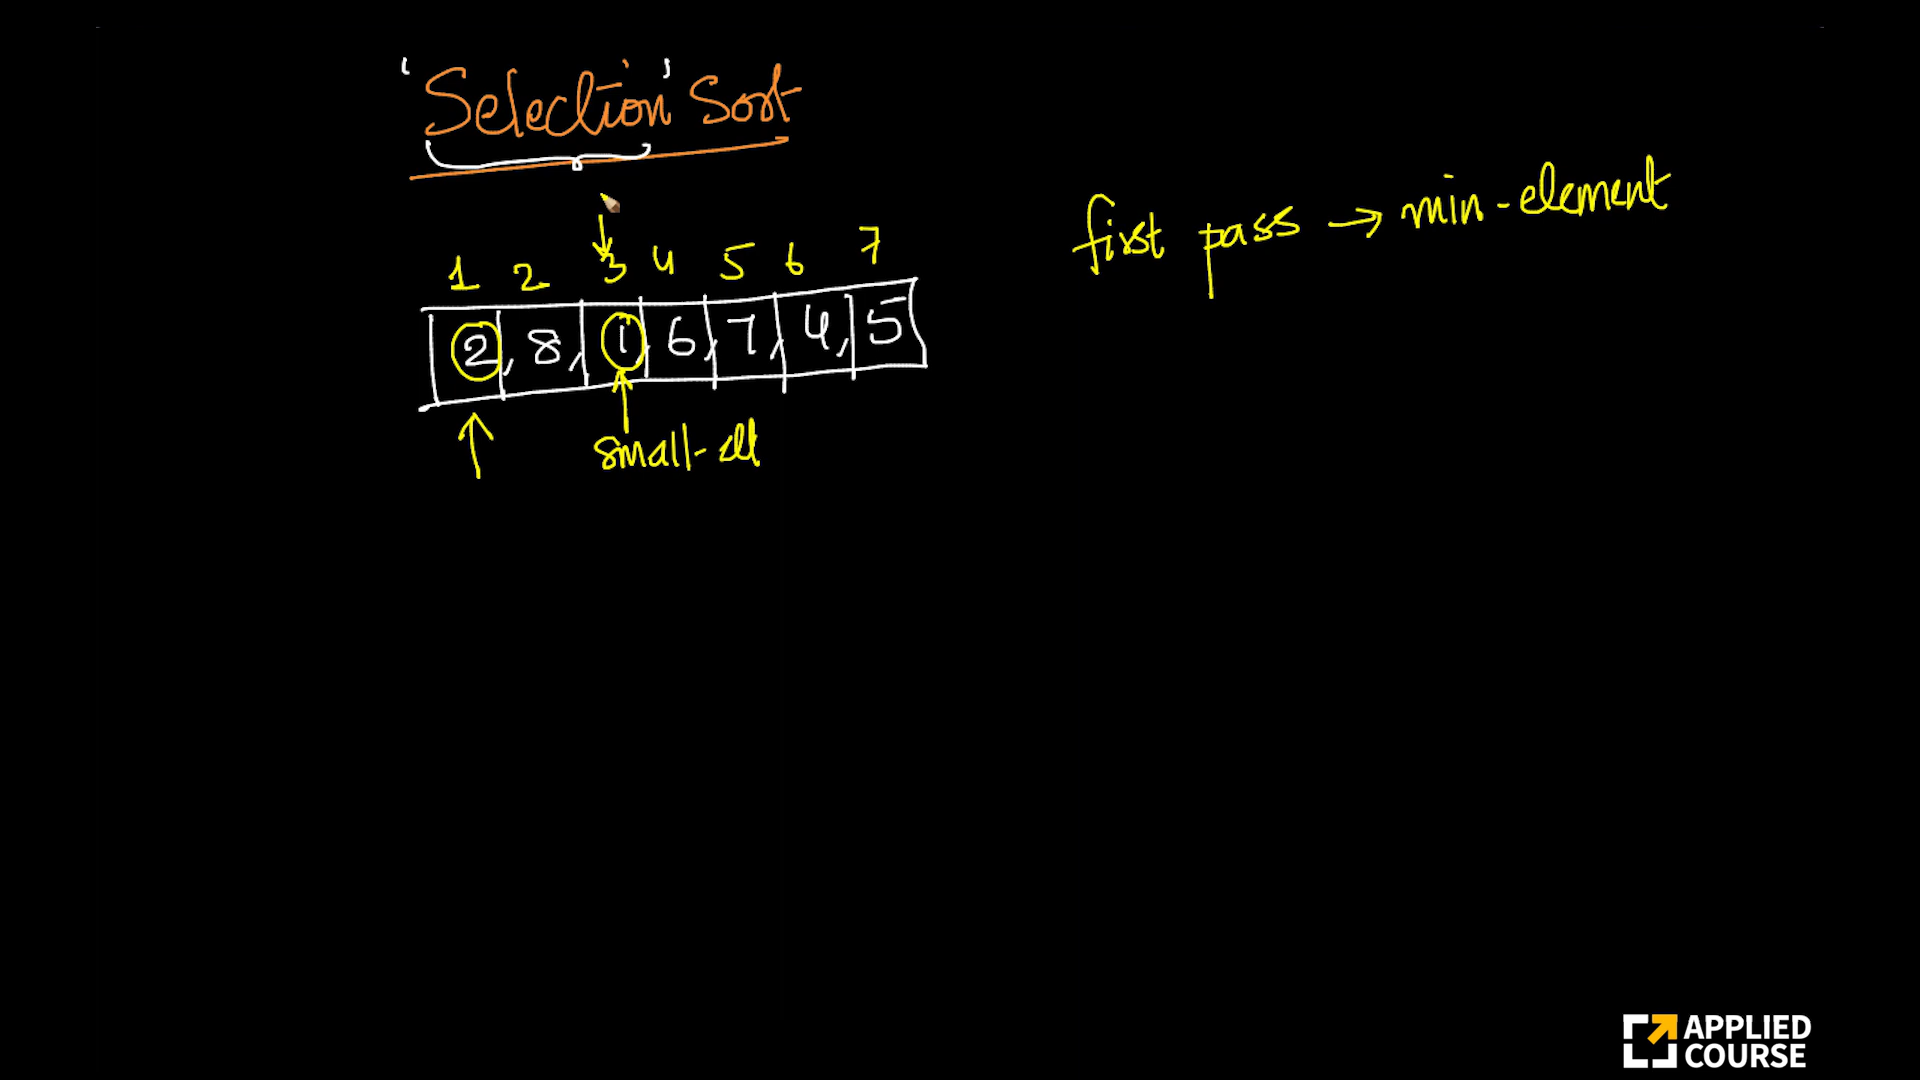 'Selection' Sort
first pass → min-element
1 2 3 4 5 6 7
2, 8, 1, 6, 7, 4, 5
small-elt
APPLIED
COURSE